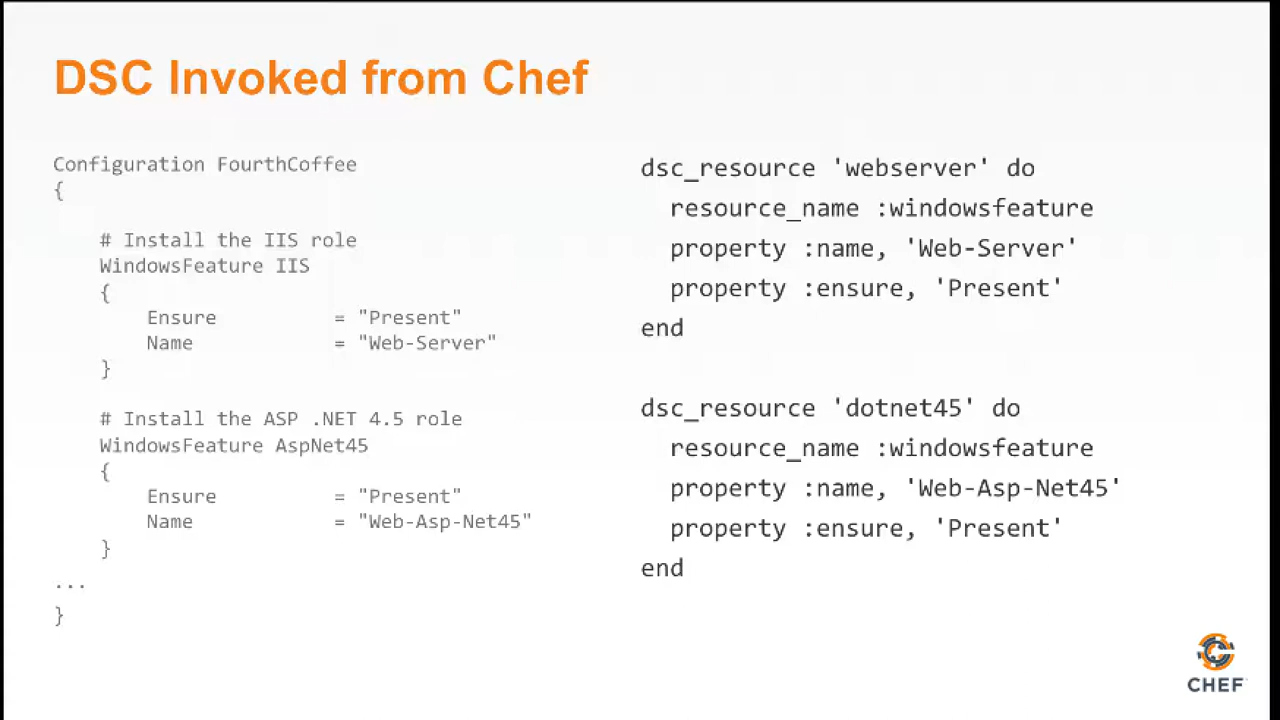 DSC Invoked from Chef
Configuration FourthCoffee
{
# Install the IIS role
WindowsFeature IIS
{
Ensure = "Present"
Name = "Web-Server"
}
# Install the ASP .NET 4.5 role
WindowsFeature AspNet45
{
Ensure = "Present"
Name = "Web-Asp-Net45"
}
...
}
dsc_resource 'webserver' do
resource_name :windowsfeature
property :name, 'Web-Server'
property :ensure, 'Present'
end
dsc_resource 'dotnet45' do
resource_name :windowsfeature
property :name, 'Web-Asp-Net45'
property :ensure, 'Present'
end
CHEF